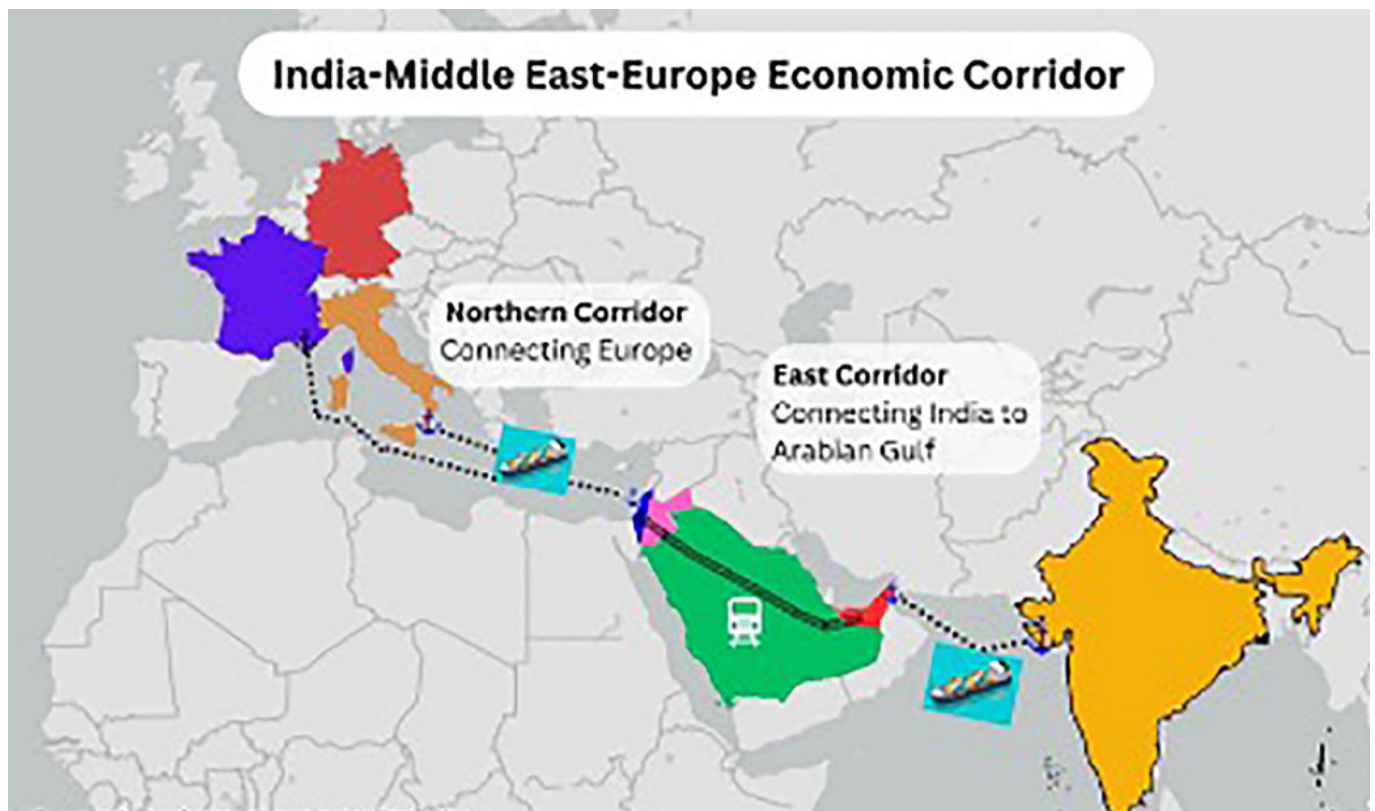 India-Middle East-Europe Economic Corridor
Northern Corridor
Connecting Europe
East Corridor
Connecting India to
Arabian Gulf